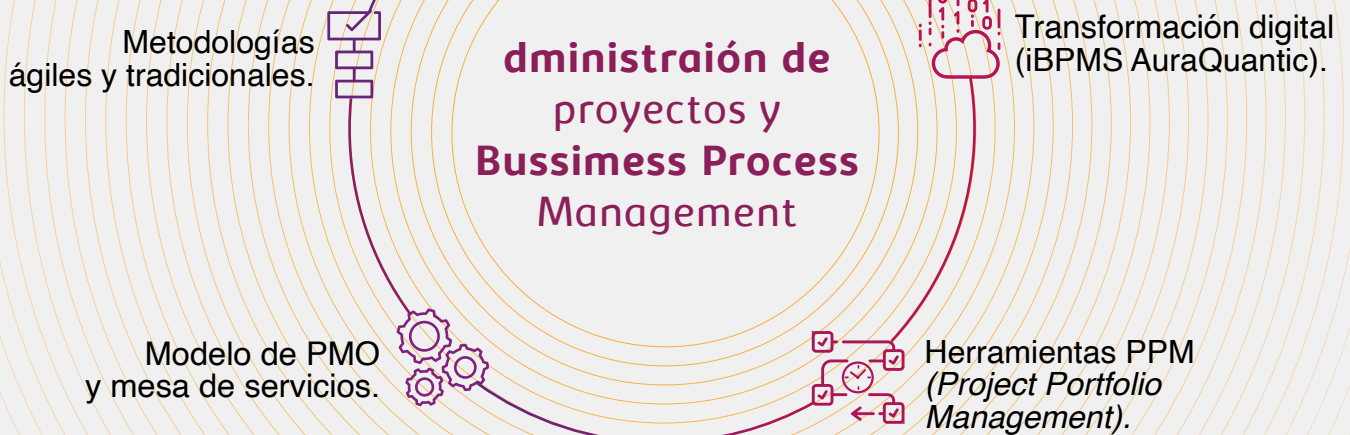 Metodologías
ágiles y tradicionales.
dministraión de
proyectos y
Bussimess Process
Management
Transformación digital
(iBPMS AuraQuantic).
Modelo de PMO
y mesa de servicios.
Herramientas PPM
(Project Portfolio
Management).